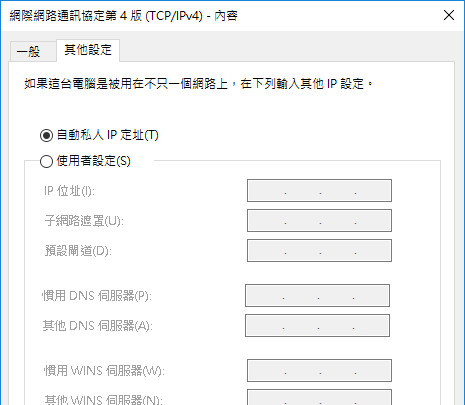 網際網路通訊協定第 4 版 (TCP/IPv4) - 內容
一般 其他設定
如果這台電腦是被用在不只一個網路上，在下列輸入其他 IP 設定。
自動私人 IP 定址(T)
使用者設定(S)
IP 位址(I):
子網路遮罩(U):
預設閘道(D):
慣用 DNS 伺服器(P):
其他 DNS 伺服器(A):
慣用 WINS 伺服器(W):
其他 WINS 伺服器(N):